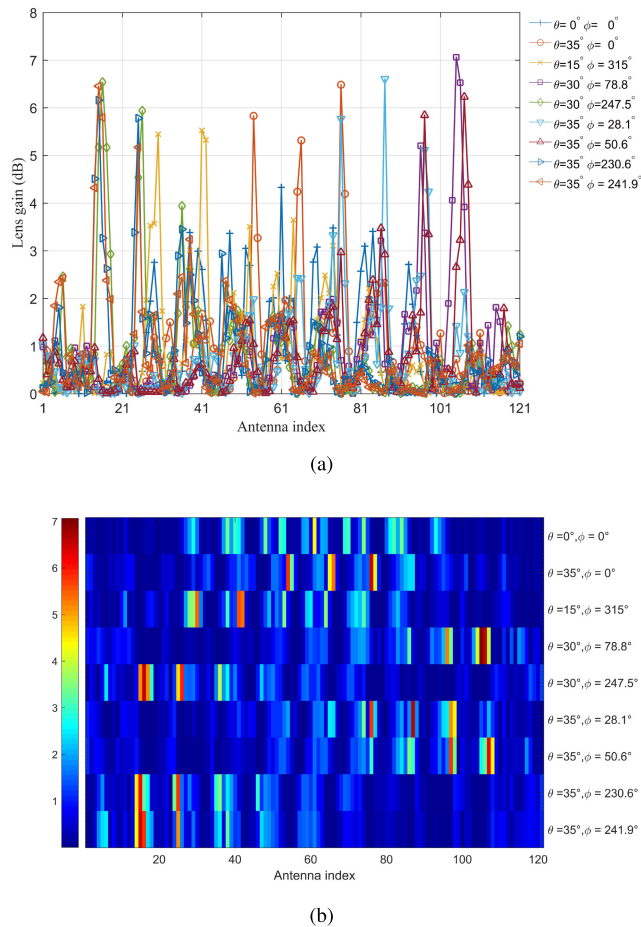 8
7
6
5
4
3
2
1
0
Lens gain (dB)
1 21 41 61 81 101 121
Antenna index
θ= 0° ϕ= 0°
θ=35° ϕ= 0°
θ=15° ϕ= 315°
θ=30° ϕ= 78.8°
θ=30° ϕ=247.5°
θ=35° ϕ= 28.1°
θ=35° ϕ= 50.6°
θ=35° ϕ=230.6°
θ=35° ϕ= 241.9°
(a)
7
6
5
4
3
2
1
θ=0°,ϕ = 0°
θ=35°,ϕ = 0°
θ=15°,ϕ = 315°
θ=30°,ϕ = 78.8°
θ=30°,ϕ = 247.5°
θ=35°,ϕ = 28.1°
θ=35°,ϕ = 50.6°
θ=35°,ϕ = 230.6°
θ=35°, ϕ = 241.9°
20 40 60 80 100 120
Antenna index
(b)